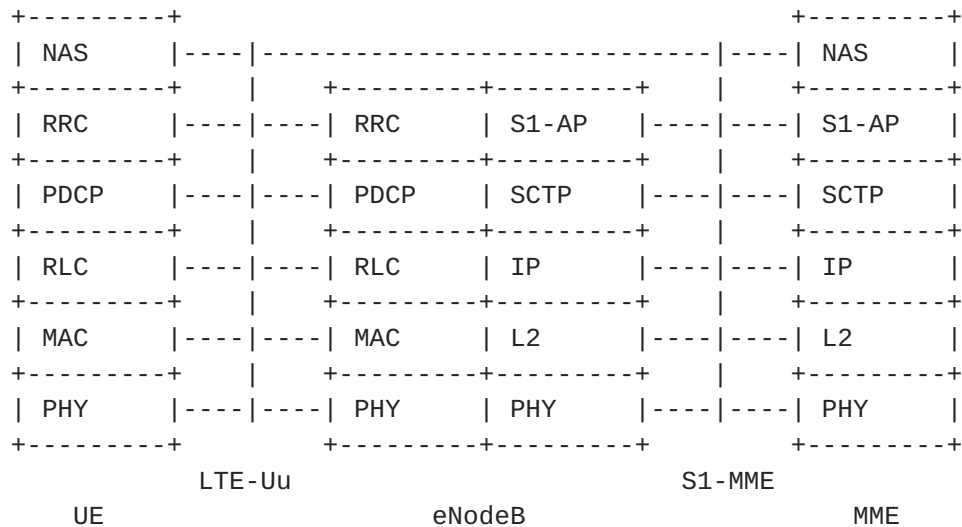 +---------+                                       +---------+
| NAS     |----|------------------------------|----| NAS     |
+---------+    |    +---------+---------+    |    +---------+
| RRC     |----|----| RRC     | S1-AP   |----|----| S1-AP   |
+---------+    |    +---------+---------+    |    +---------+
| PDCP    |----|----| PDCP    | SCTP    |----|----| SCTP    |
+---------+    |    +---------+---------+    |    +---------+
| RLC     |----|----| RLC     | IP      |----|----| IP      |
+---------+    |    +---------+---------+    |    +---------+
| MAC     |----|----| MAC     | L2      |----|----| L2      |
+---------+    |    +---------+---------+    |    +---------+
| PHY     |----|----| PHY     | PHY     |----|----| PHY     |
+---------+         +---------+---------+         +---------+
            LTE-Uu                         S1-MME
    UE                     eNodeB                     MME